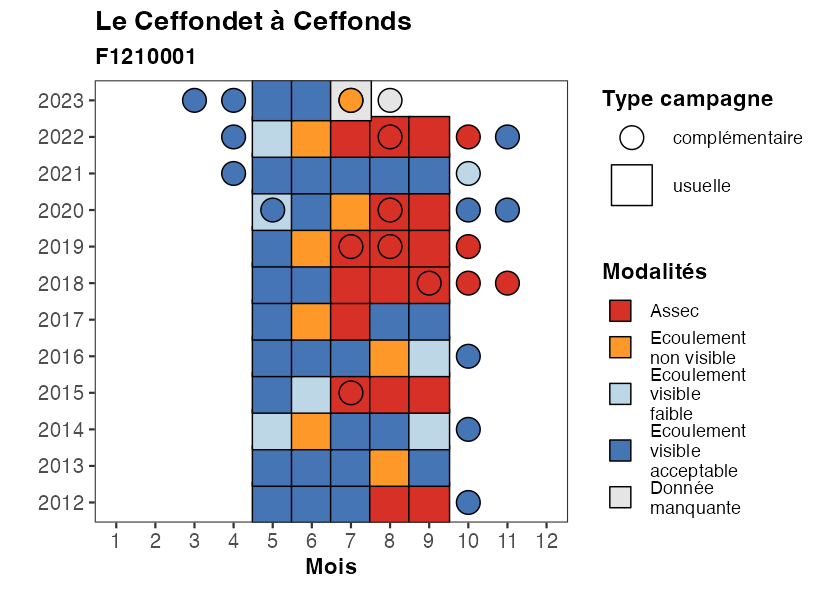 Le Ceffondet à Ceffonds
F1210001
2023
2022
2021
2020
2019
2018
2017
2016
2015
2014
2013
2012
1 2 3 4 5 6 7 8 9 10 11 12
Mois
Type campagne
complémentaire
usuelle
Modalités
Assec
Ecoulement
non visible
Ecoulement
visible
faible
Ecoulement
visible
acceptable
Donnée
manquante